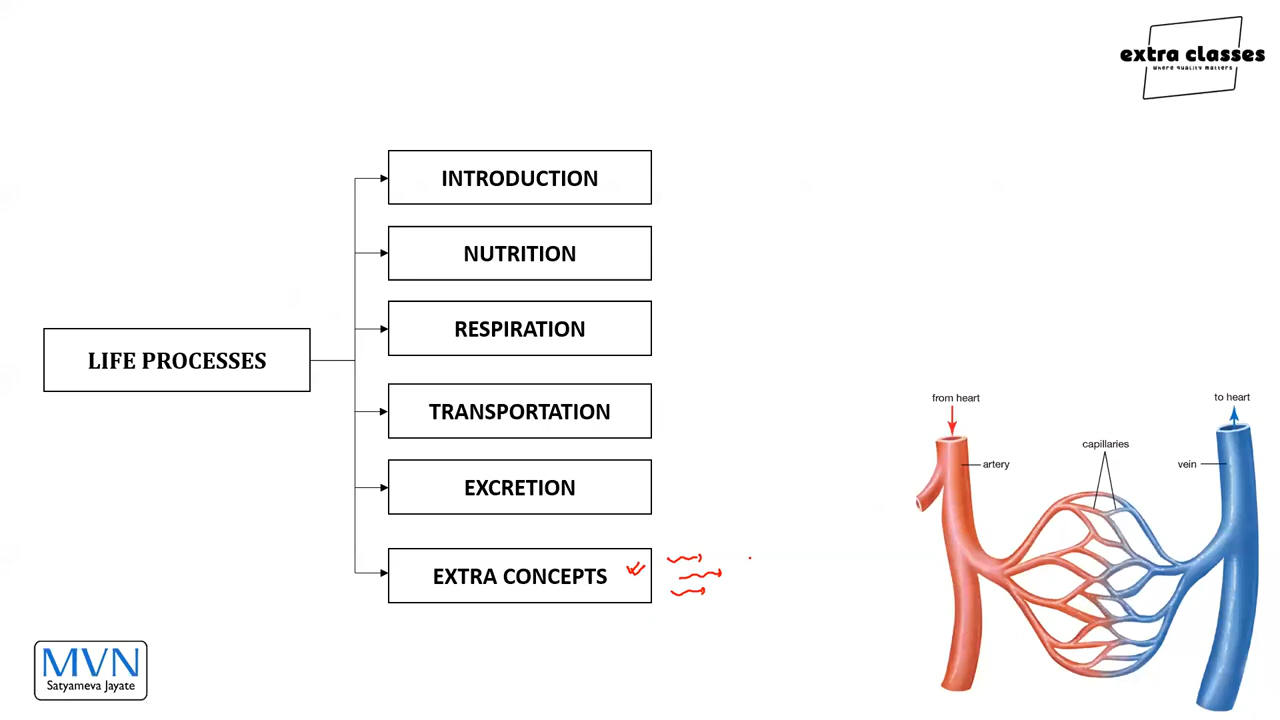 extra classes
where quality matters
INTRODUCTION
NUTRITION
RESPIRATION
LIFE PROCESSES
TRANSPORTATION
EXCRETION
EXTRA CONCEPTS
from heart
to heart
capillaries
artery
vein
MVN
Satyameva Jayate